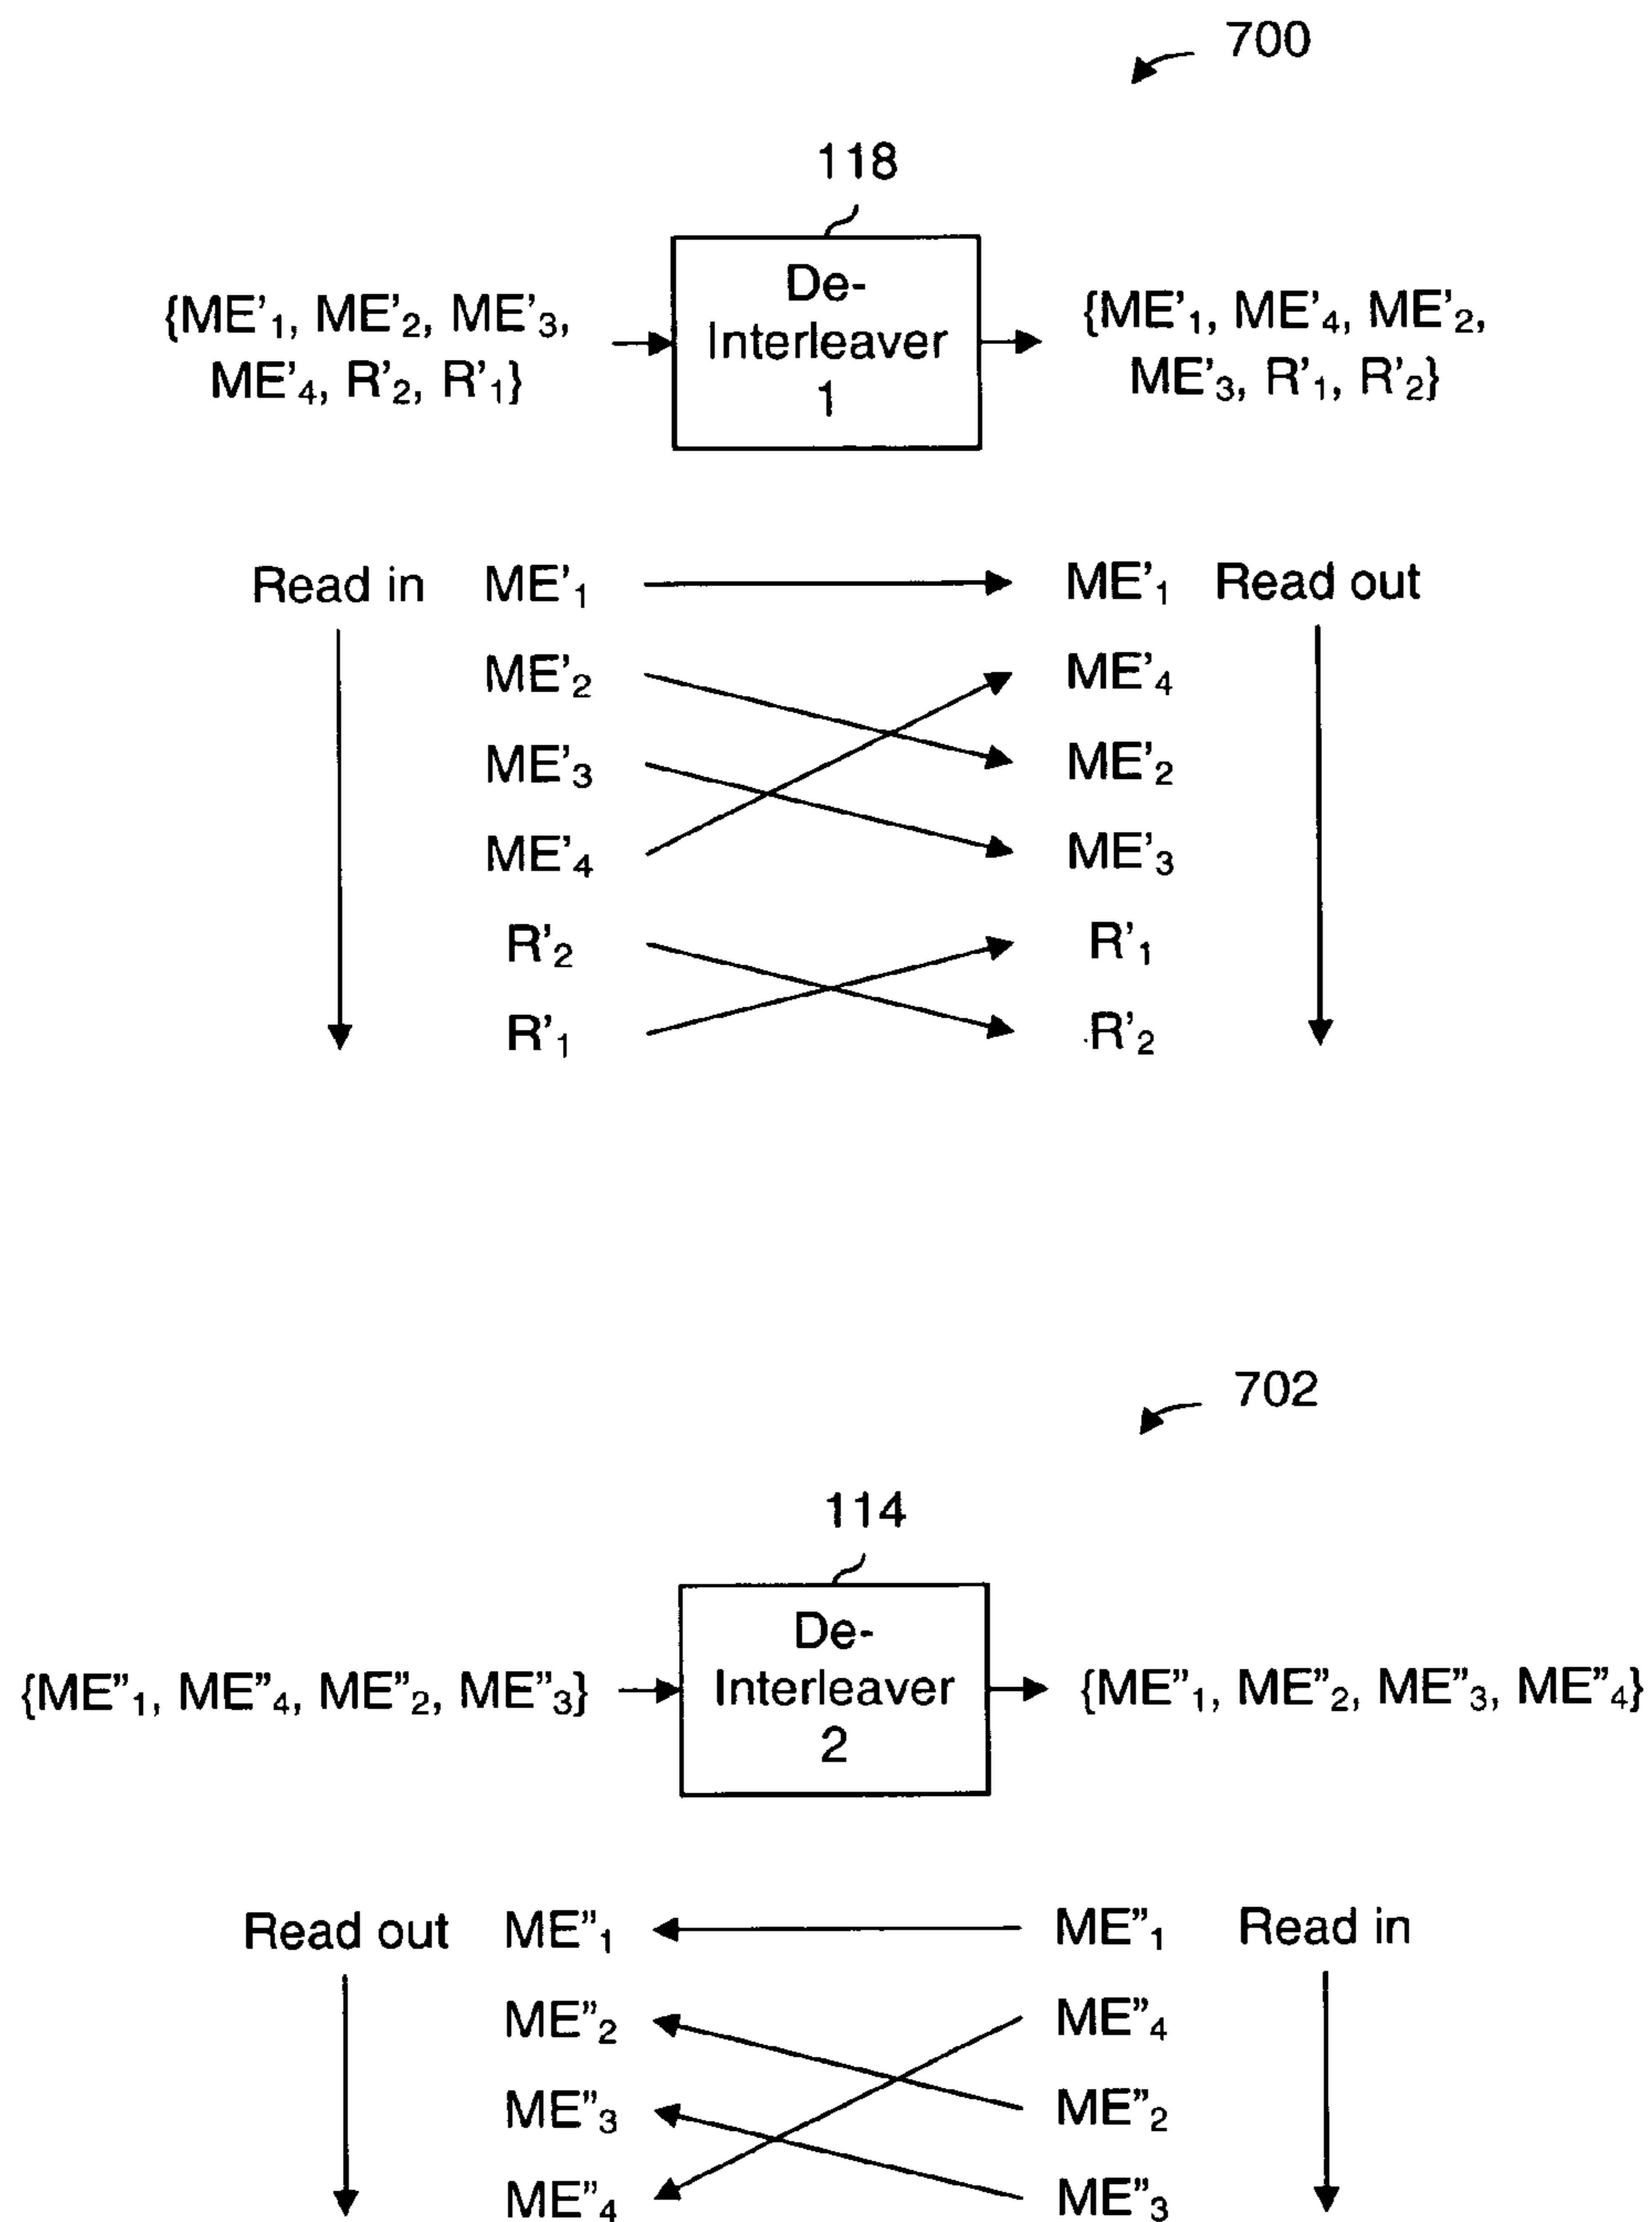 700
118
De-
Interleaver
1
{ME'₁, ME'₂, ME'₃,
ME'₄, R'₂, R'₁}
{ME'₁, ME'₄, ME'₂,
ME'₃, R'₁, R'₂}
Read in ME'₁ ME'₁ Read out
ME'₂ ME'₄
ME'₃ ME'₂
ME'₄ ME'₃
R'₂ R'₁
R'₁ R'₂
702
114
De-
Interleaver
2
{ME”₁, ME”₄, ME”₂, ME”₃}
{ME”₁, ME”₂, ME”₃, ME”₄}
Read out ME”₁ ME”₁ Read in
ME”₂ ME”₄
ME”₃ ME”₂
ME”₄ ME”₃